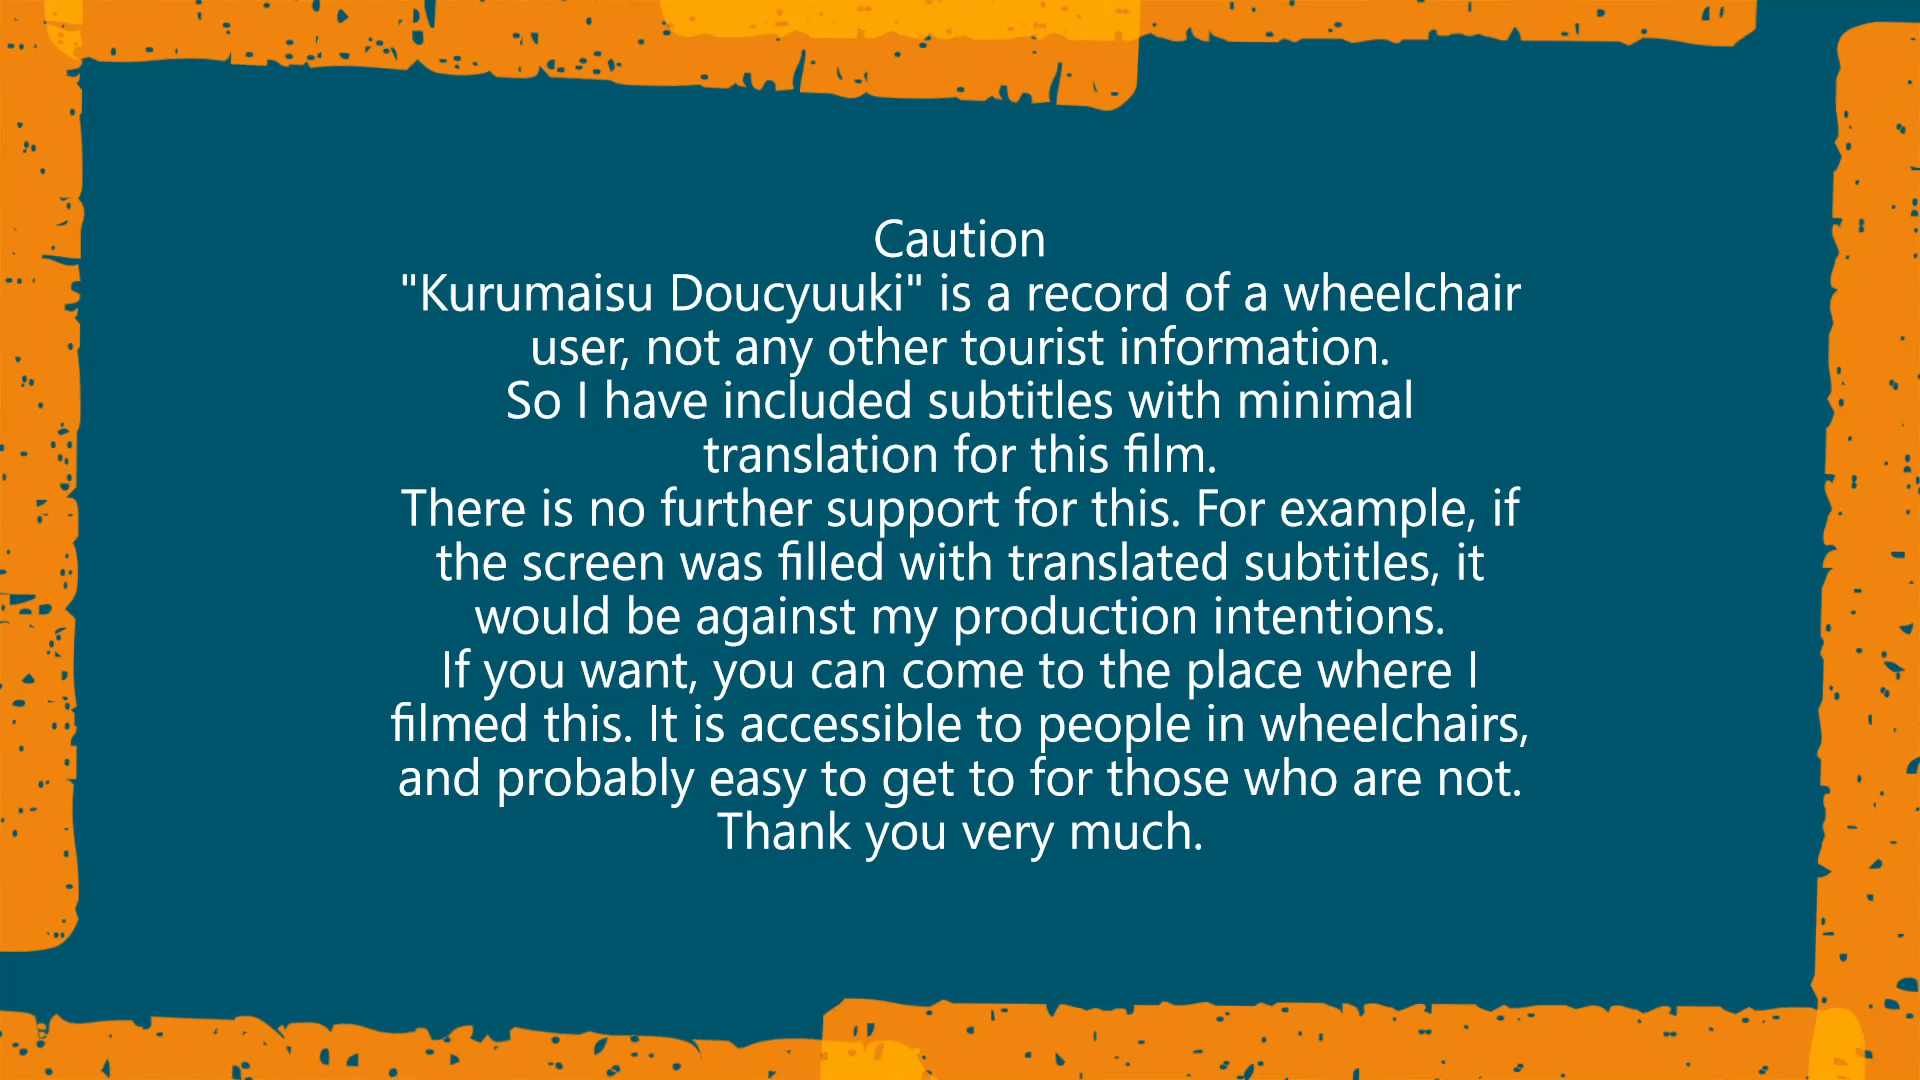 Caution
"Kurumaisu Doucyuuki" is a record of a wheelchair
user, not any other tourist information.
So I have included subtitles with minimal
translation for this film.
There is no further support for this. For example, if
the screen was filled with translated subtitles, it
would be against my production intentions.
If you want, you can come to the place where I
filmed this. It is accessible to people in wheelchairs,
and probably easy to get to for those who are not.
Thank you very much.